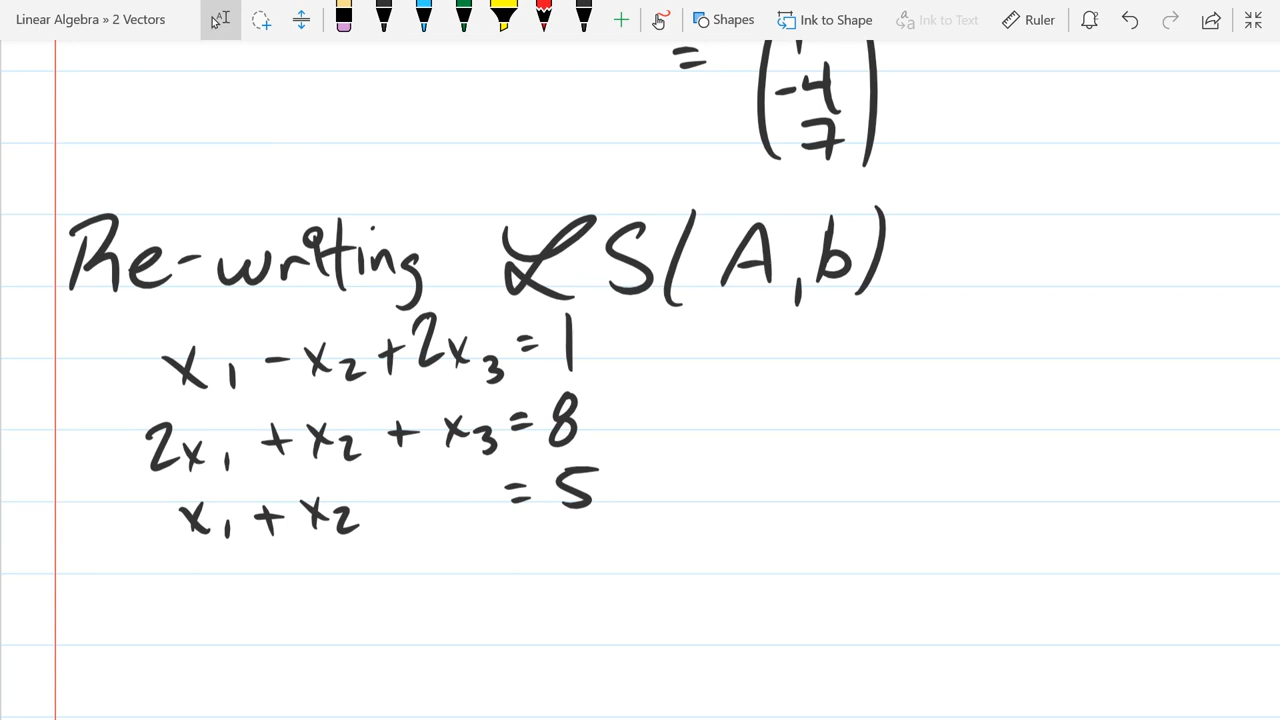 Linear Algebra » 2 Vectors
Shapes
Ink to Shape
Ink to Text
Ruler
=
-4
7
Re-writing LS(A,b)
x₁ - x₂ + 2x₃ = 1
2x₁ + x₂ + x₃ = 8
x₁ + x₂ = 5